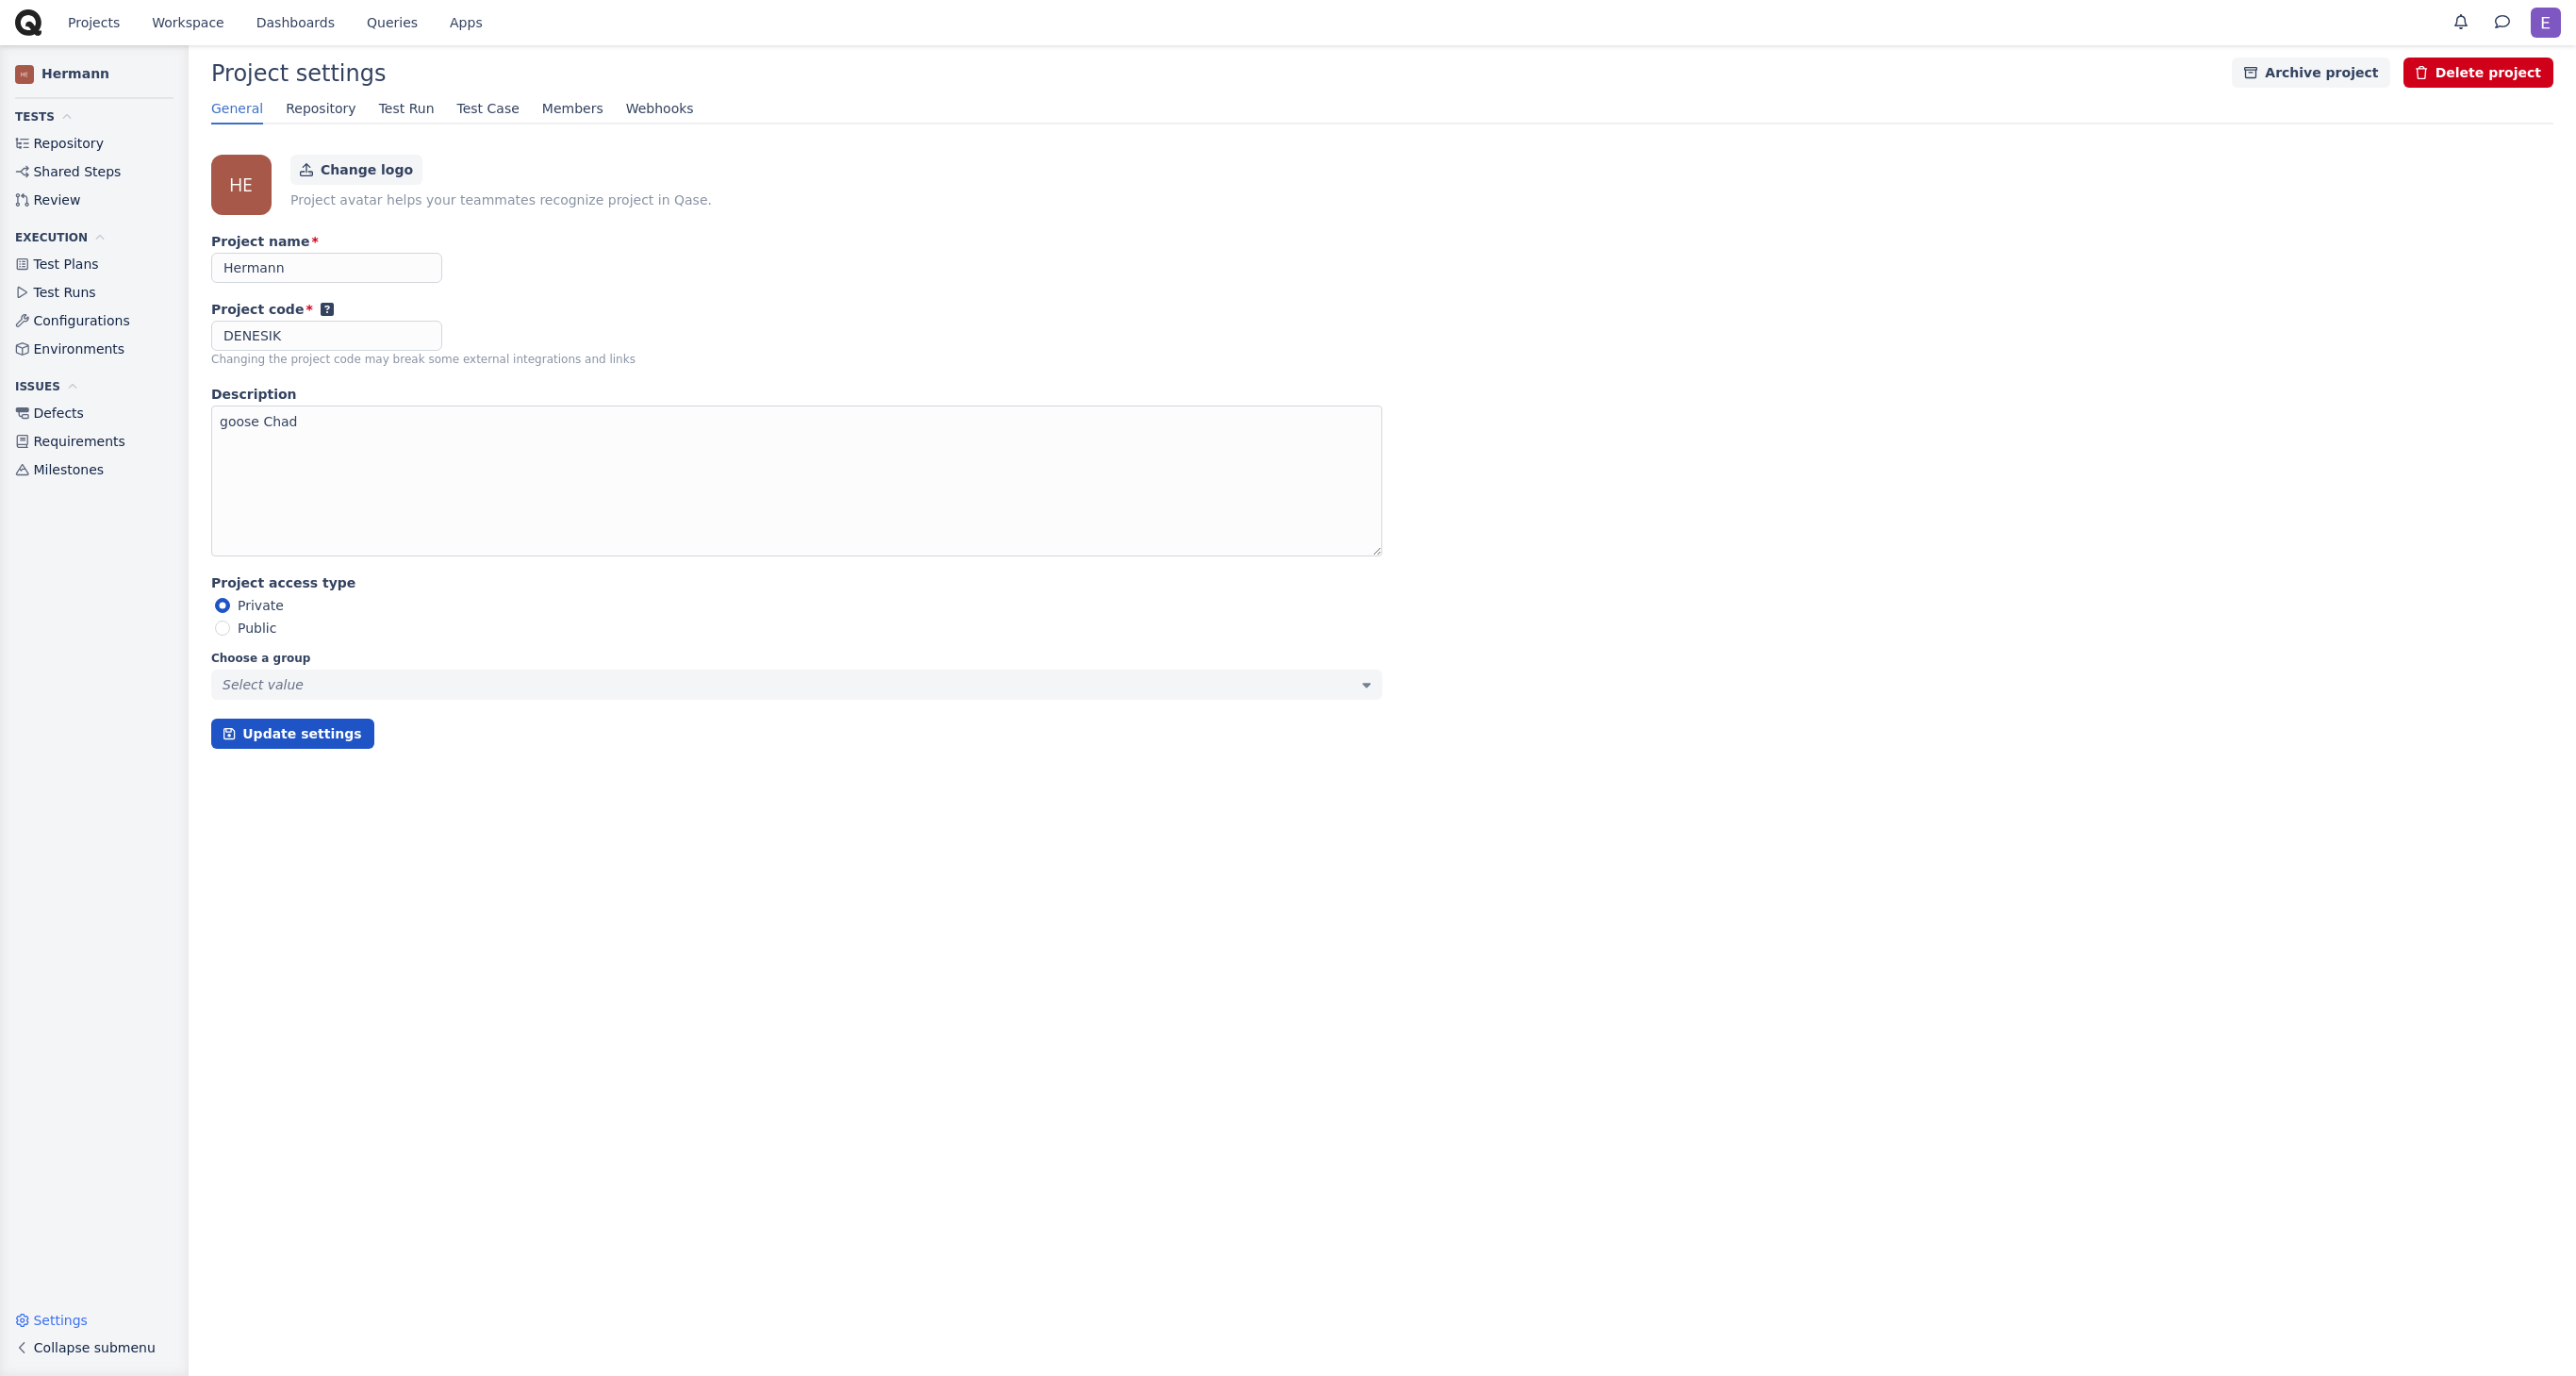 Projects Workspace Dashboards Queries Apps E
HE Hermann
TESTS
Repository
Shared Steps
Review
EXECUTION
Test Plans
Test Runs
Configurations
Environments
ISSUES
Defects
Requirements
Milestones
Settings
Collapse submenu
Project settings
Archive project
Delete project
General Repository Test Run Test Case Members Webhooks
HE
Change logo
Project avatar helps your teammates recognize project in Qase.
Project name*
Hermann
Project code* ?
DENESIK
Changing the project code may break some external integrations and links
Description
goose Chad
Project access type
Private
Public
Choose a group
Select value
Update settings